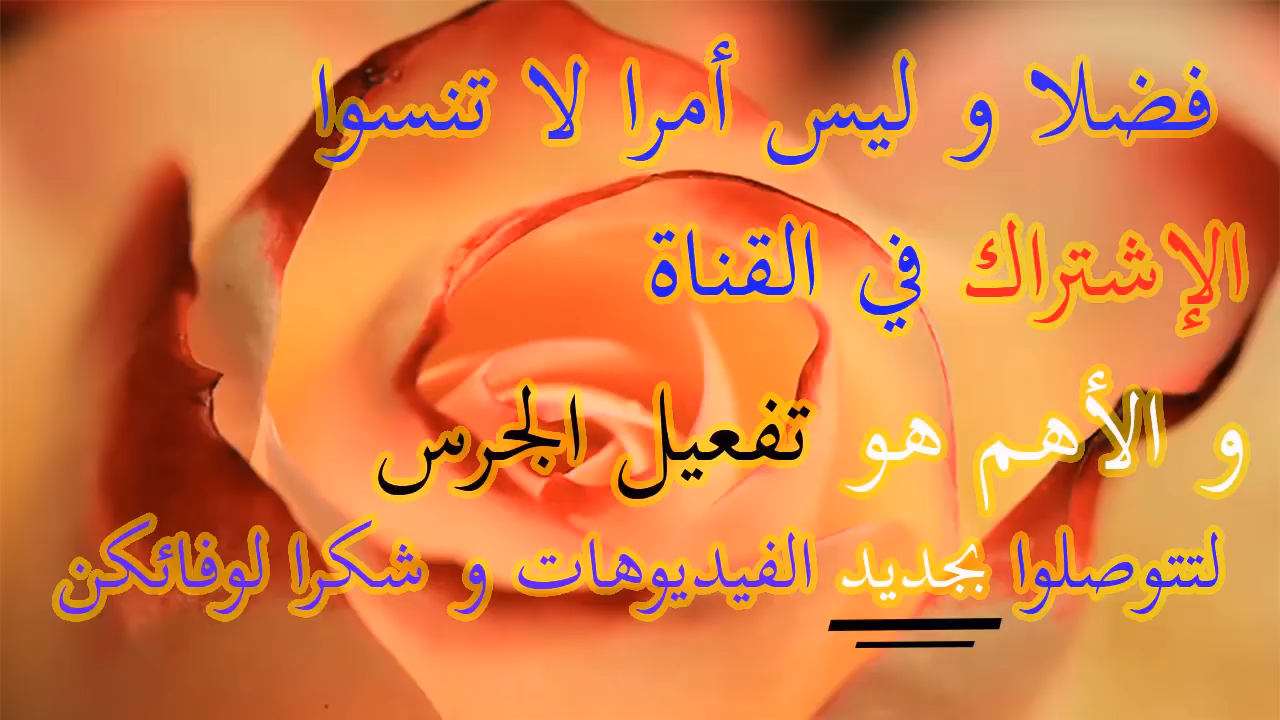 فضلا و ليس أمرا لا تنسوا
الإشتراك في القناة
و الأهم هو تفعيل الجرس
لتتوصلوا بجديد الفيديوهات و شكرا لوفائكن